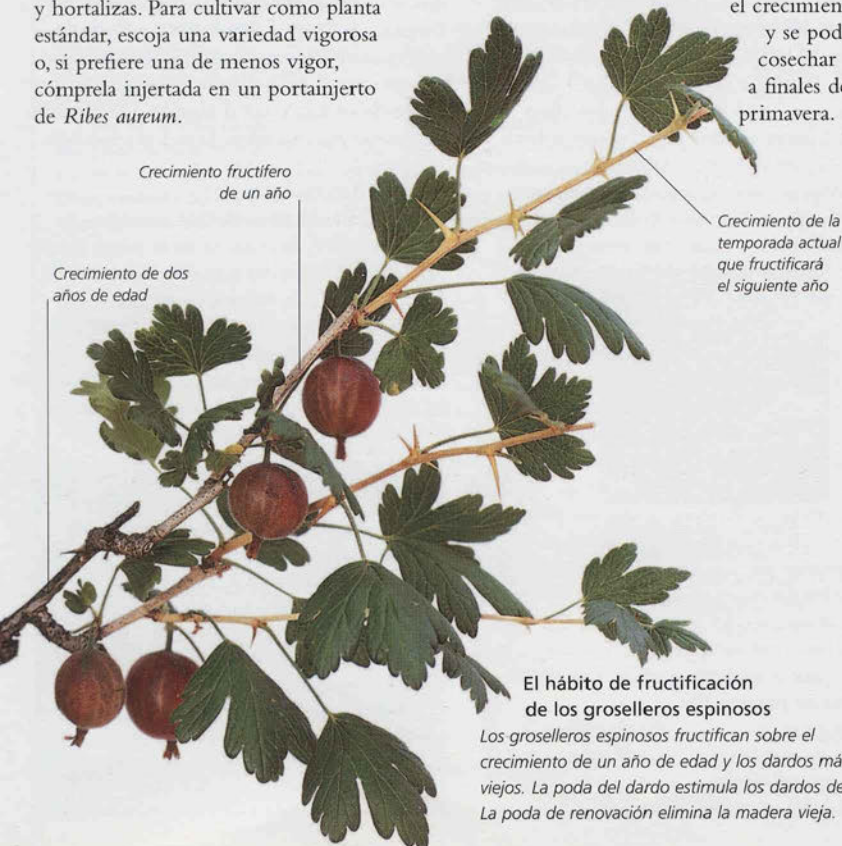 y hortalizas. Para cultivar como planta
estándar, escoja una variedad vigorosa
o, si prefiere una de menos vigor,
cómprela injertada en un portainjerto
de Ribes aureum.
el crecimien
y se pod
cosechar
a finales de
primavera.
Crecimiento fructífero
de un año
Crecimiento de dos
años de edad
Crecimiento de la
temporada actual
que fructificará
el siguiente año
El hábito de fructificación
de los groselleros espinosos
Los groselleros espinosos fructifican sobre el
crecimiento de un año de edad y los dardos má
viejos. La poda del dardo estimula los dardos de
La poda de renovación elimina la madera vieja.